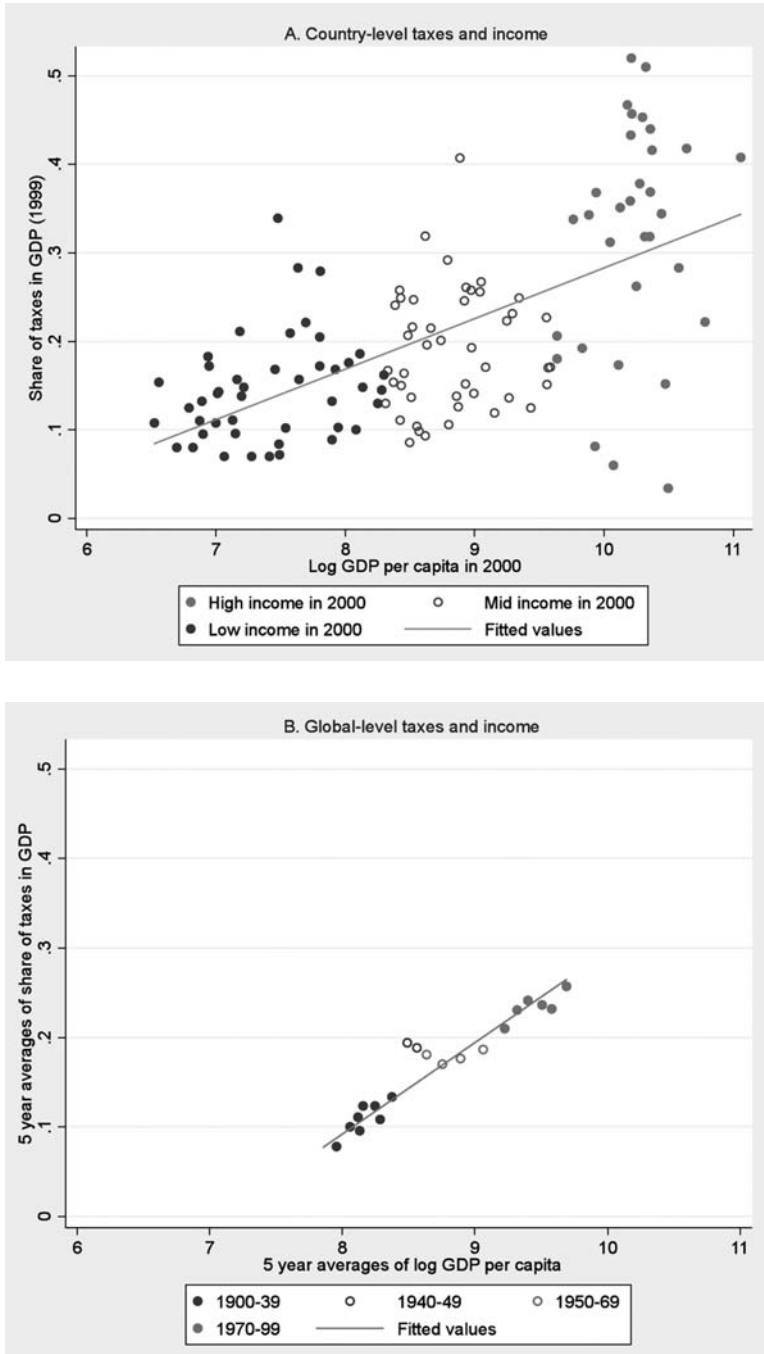 A. Country-level taxes and income
Share of taxes in GDP (1999)
.5
.4
.3
.2
.1
0
6 7 8 9 10 11
Log GDP per capita in 2000
High income in 2000 Mid income in 2000
Low income in 2000 Fitted values
B. Global-level taxes and income
5 year averages of share of taxes in GDP
.5
.4
.3
.2
.1
0
6 7 8 9 10 11
5 year averages of log GDP per capita
1900-39 1940-49 1950-69
1970-99 Fitted values